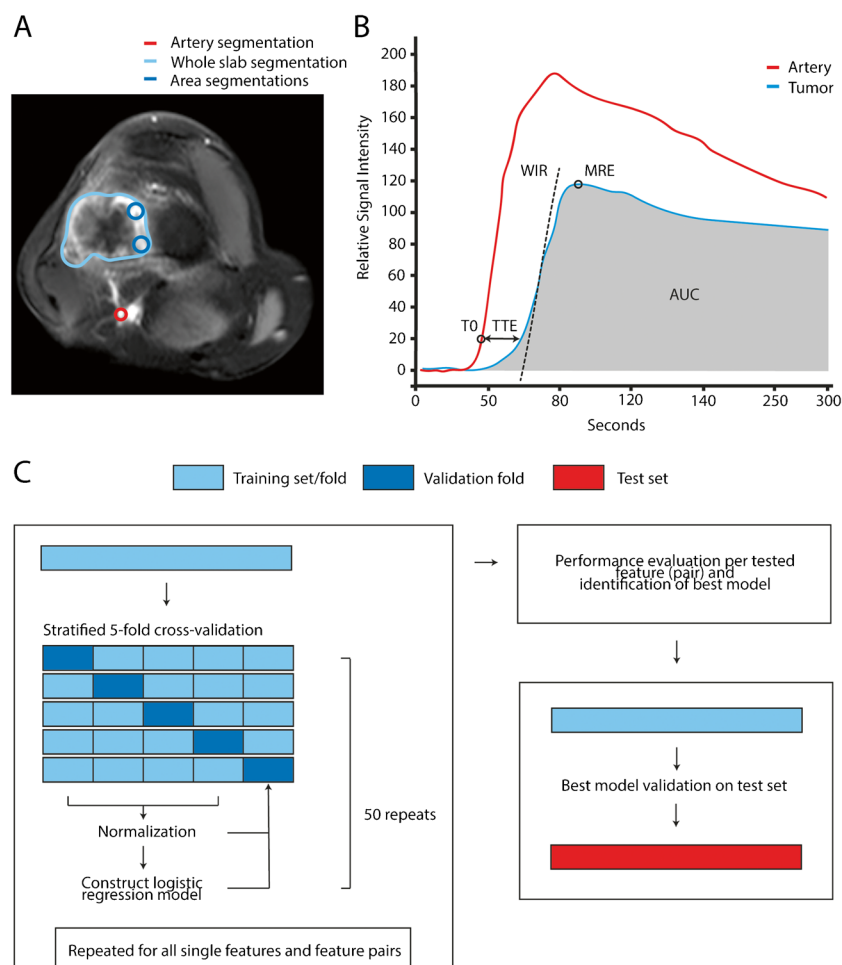 A
Artery segmentation
Whole slab segmentation
Area segmentations
B
Artery
Tumor
Relative Signal Intensity
200
180
160
140
120
100
80
60
40
20
0
WIR
MRE
AUC
T0
TTE
0
50
80
120
140
250
300
Seconds
C
Training set/fold
Validation fold
Test set
Stratified 5-fold cross-validation
Normalization
Construct logistic
regression model
50 repeats
Repeated for all single features and feature pairs
Performance evaluation per tested
feature (pair) and
identification of best model
Best model validation on test set